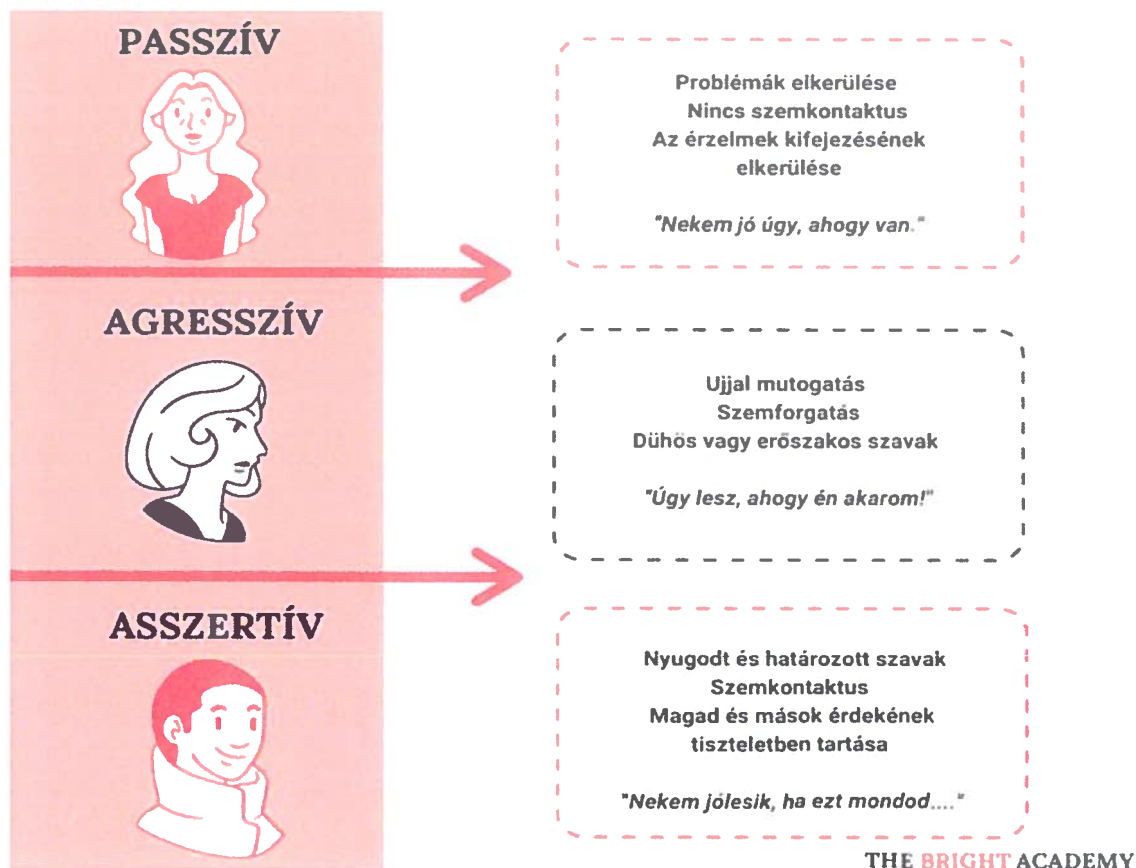 PASSZÍV
Problémák elkerülése
Nincs szemkontaktus
Az érzelmek kifejezésének
elkerülése
"Nekem jó úgy, ahogy van."
AGRESSZÍV
Ujjal mutogatás
Szemforgatás
Dühös vagy erőszakos szavak
"Úgy lesz, ahogy én akarom!"
ASSZERTÍV
Nyugodt és határozott szavak
Szemkontaktus
Magad és mások érdekének
tiszteletben tartása
"Nekem jólesik, ha ezt mondod...."
THE BRIGHT ACADEMY